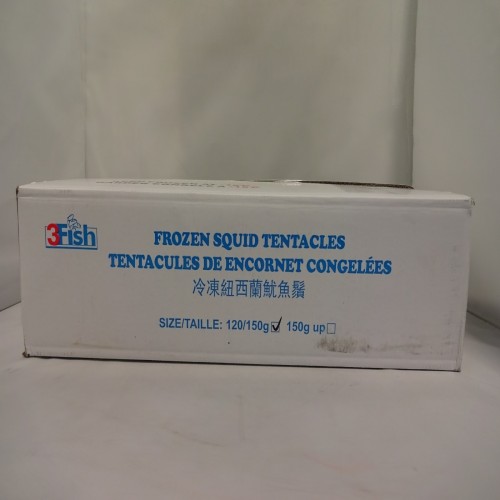 3Fish
FROZEN SQUID TENTACLES
TENTACULES DE ENCORNET CONGELÉES
冷凍紐西蘭魷魚鬚
SIZE/TAILLE: 120/150g ☑ 150g up ☐